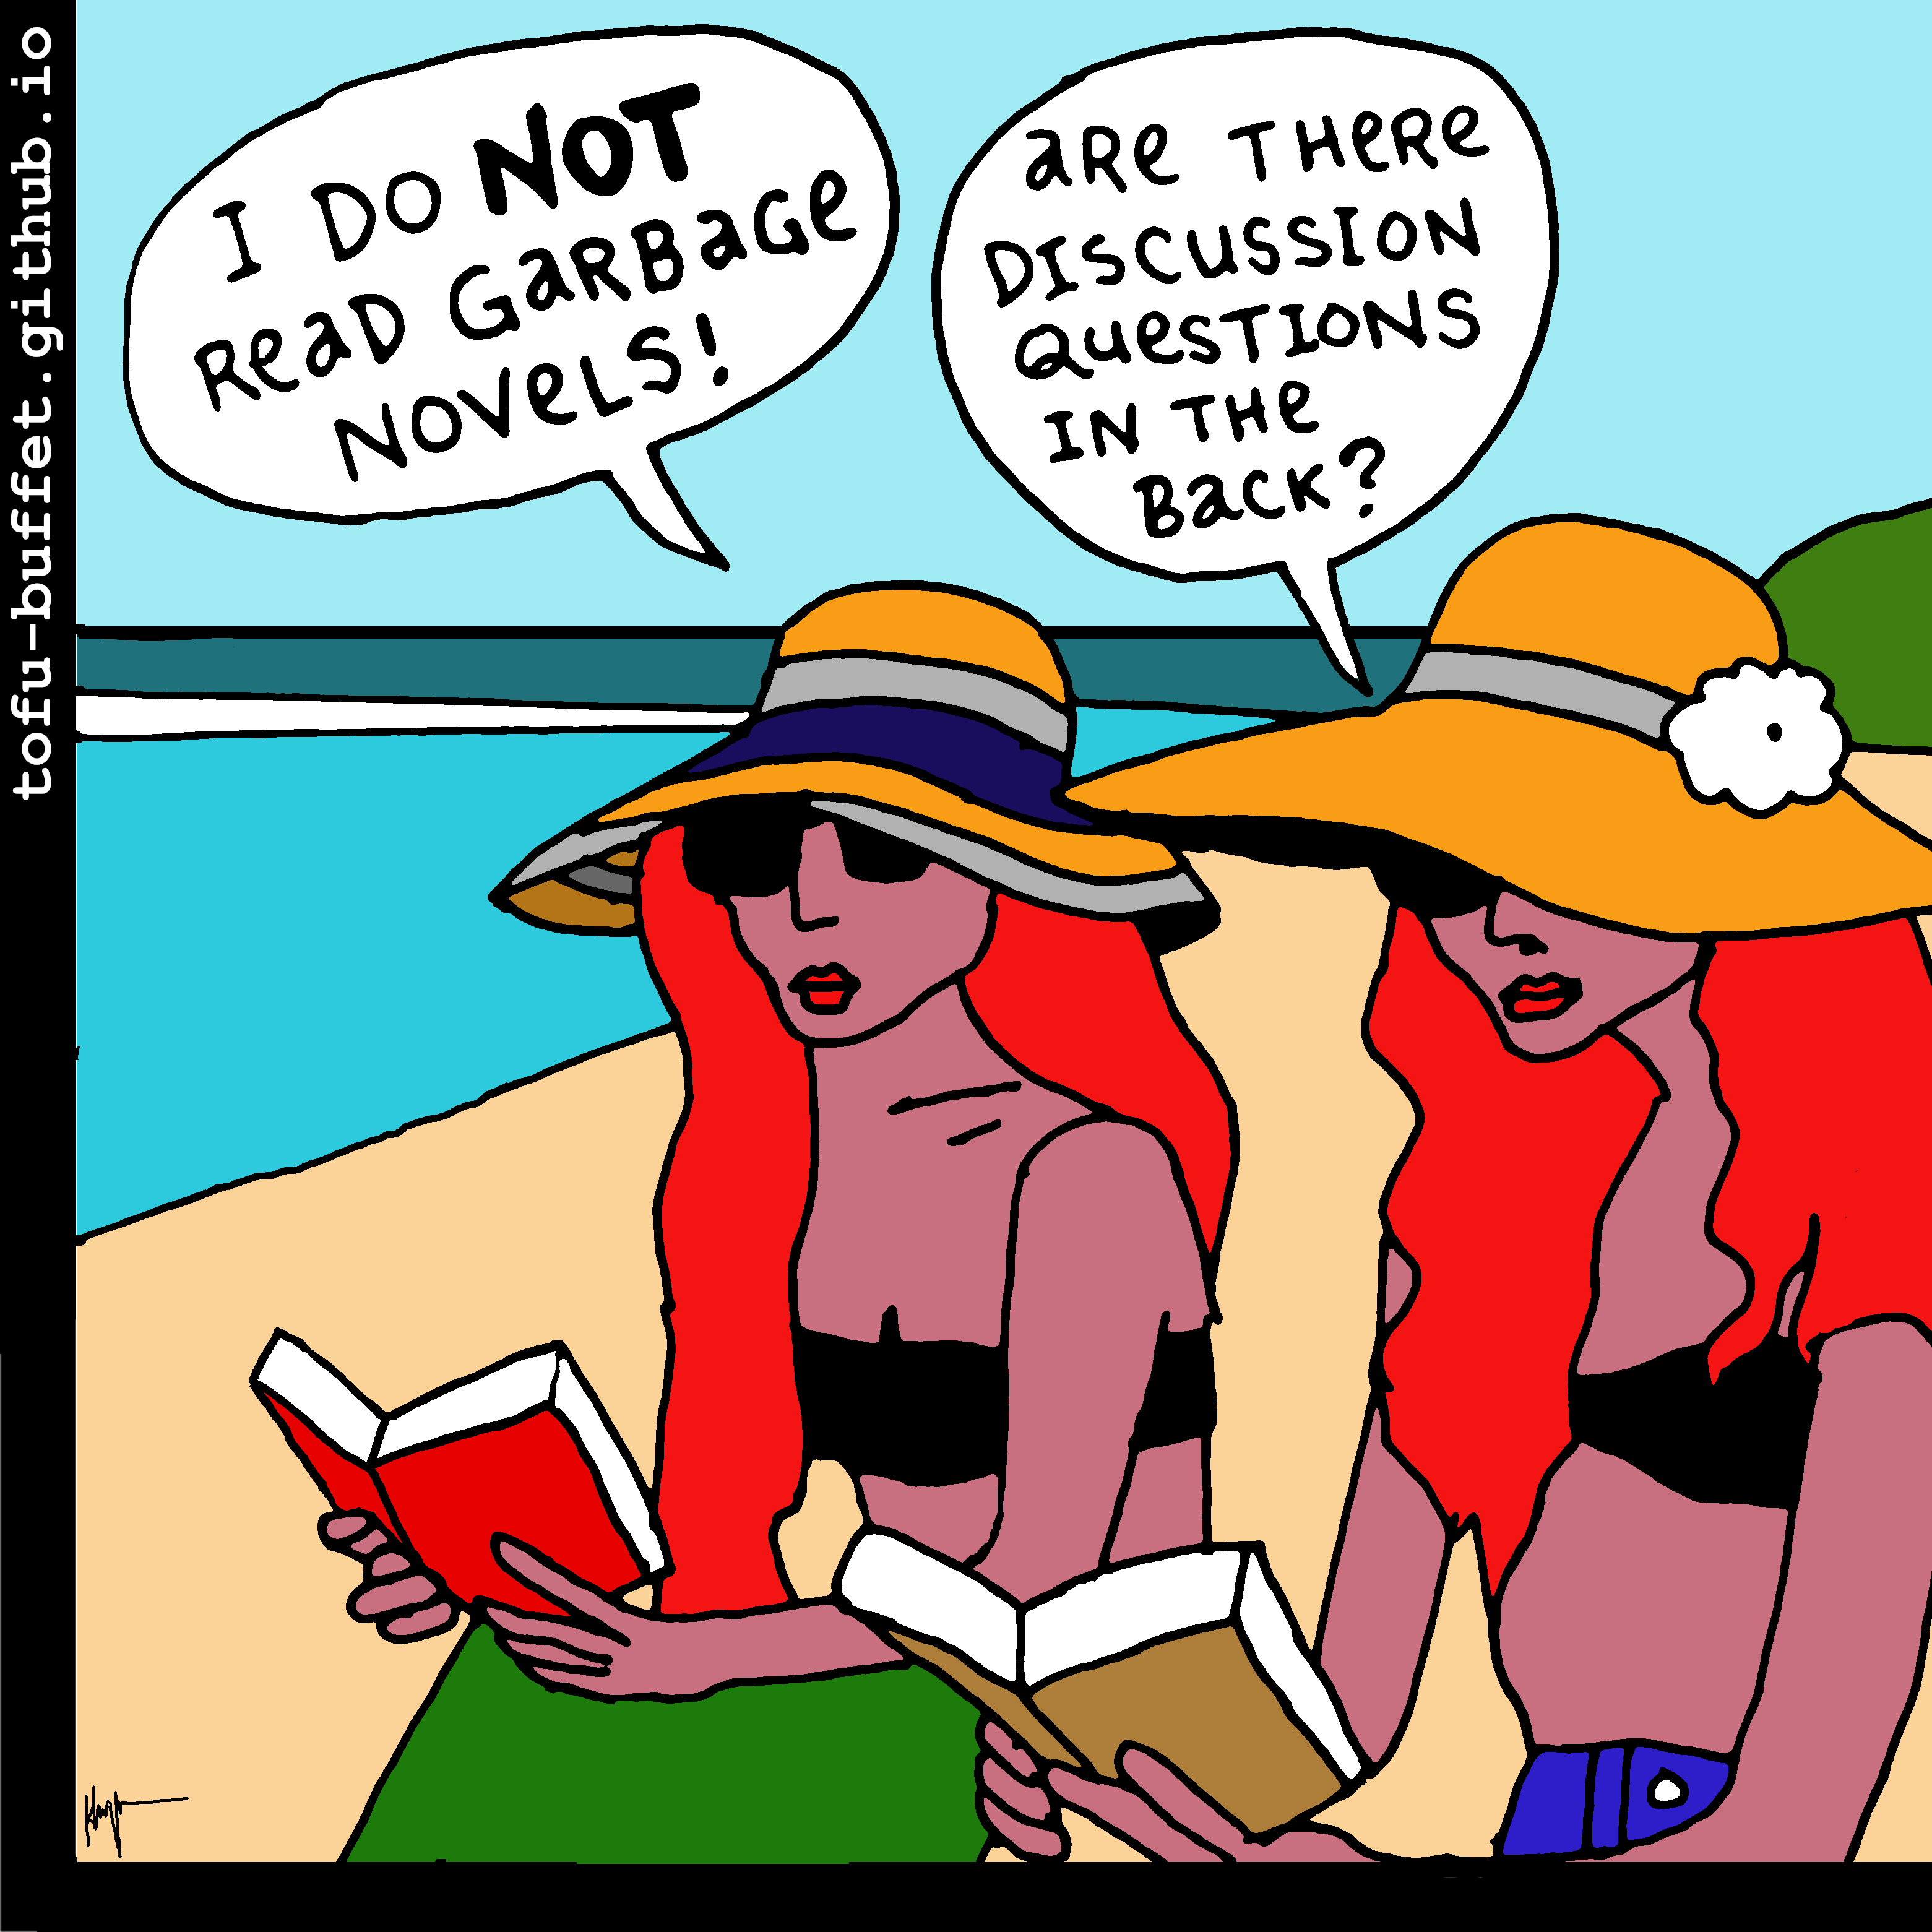 tofu-buffet.github.io
I DO NOT
ReaD GaRBaGe
NOVeLS!
aRe THeRe
DISCUSSION
QUeSTIONS
IN THe
BaCK?